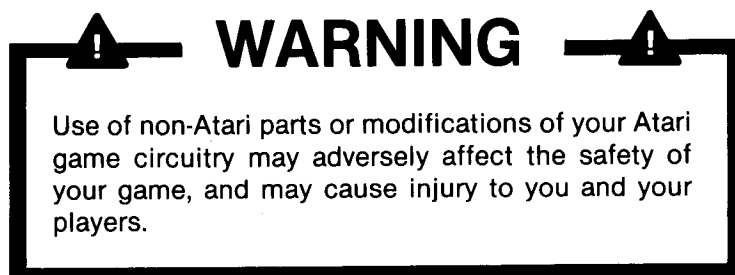 WARNING
Use of non-Atari parts or modifications of your Atari
game circuitry may adversely affect the safety of
your game, and may cause injury to you and your
players.